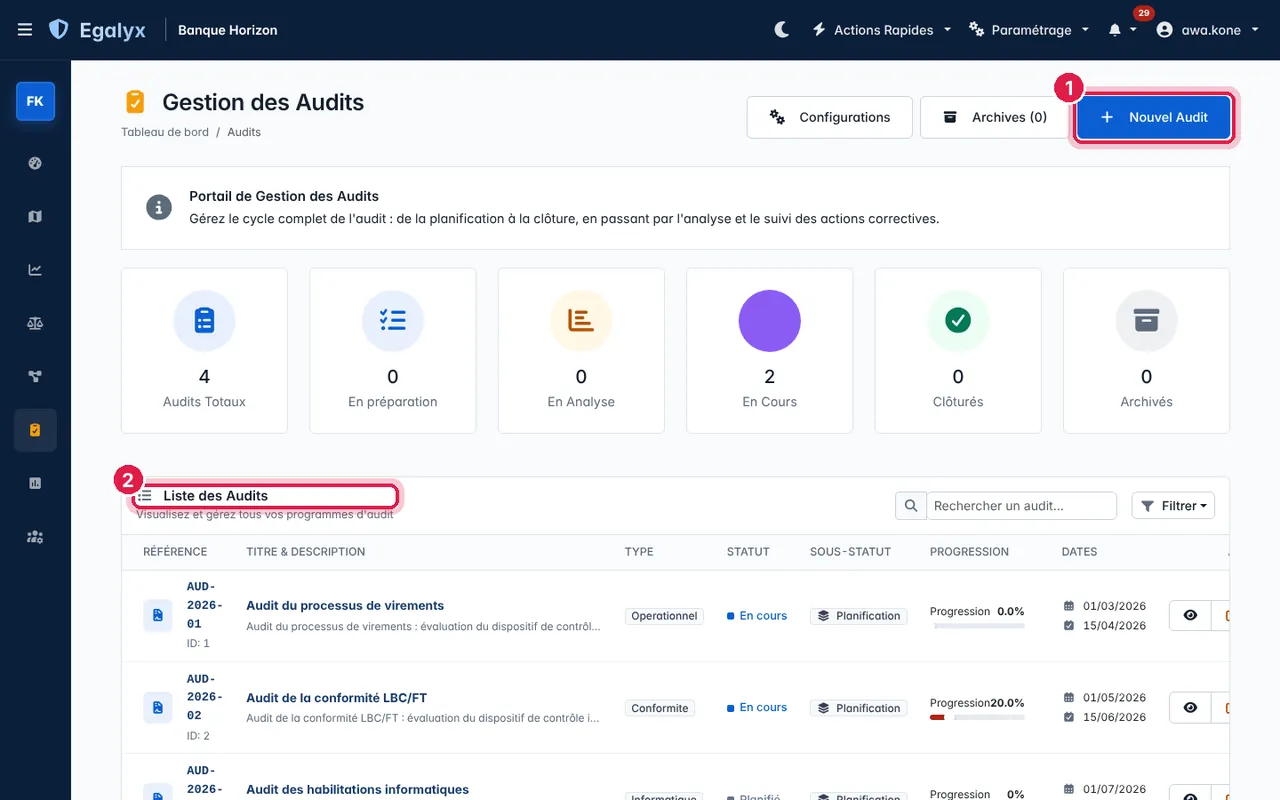 Egalyx
Banque Horizon
Actions Rapides
Paramétrage
29
awa.kone
FK
Gestion des Audits
Tableau de bord / Audits
Configurations
Archives (0)
1
+ Nouvel Audit
Portail de Gestion des Audits
Gérez le cycle complet de l'audit : de la planification à la clôture, en passant par l'analyse et le suivi des actions correctives.
4
Audits Totaux
0
En préparation
0
En Analyse
2
En Cours
0
Clôturés
0
Archivés
2
Liste des Audits
Visualisez et gérez tous vos programmes d'audit
Rechercher un audit...
Filtrer
RÉFÉRENCE TITRE & DESCRIPTION TYPE STATUT SOUS-STATUT PROGRESSION DATES
AUD-
2026-
01
ID: 1
Audit du processus de virements
Audit du processus de virements : évaluation du dispositif de contrôl...
Operationnel
En cours
Planification
Progression 0.0%
01/03/2026
15/04/2026
AUD-
2026-
02
ID: 2
Audit de la conformité LBC/FT
Audit de la conformité LBC/FT : évaluation du dispositif de contrôle i...
Conformite
En cours
Planification
Progression20.0%
01/05/2026
15/06/2026
AUD-
2026-
Audit des habilitations informatiques
Informatique
Planifié
Planification
Progression 0%
01/07/2026